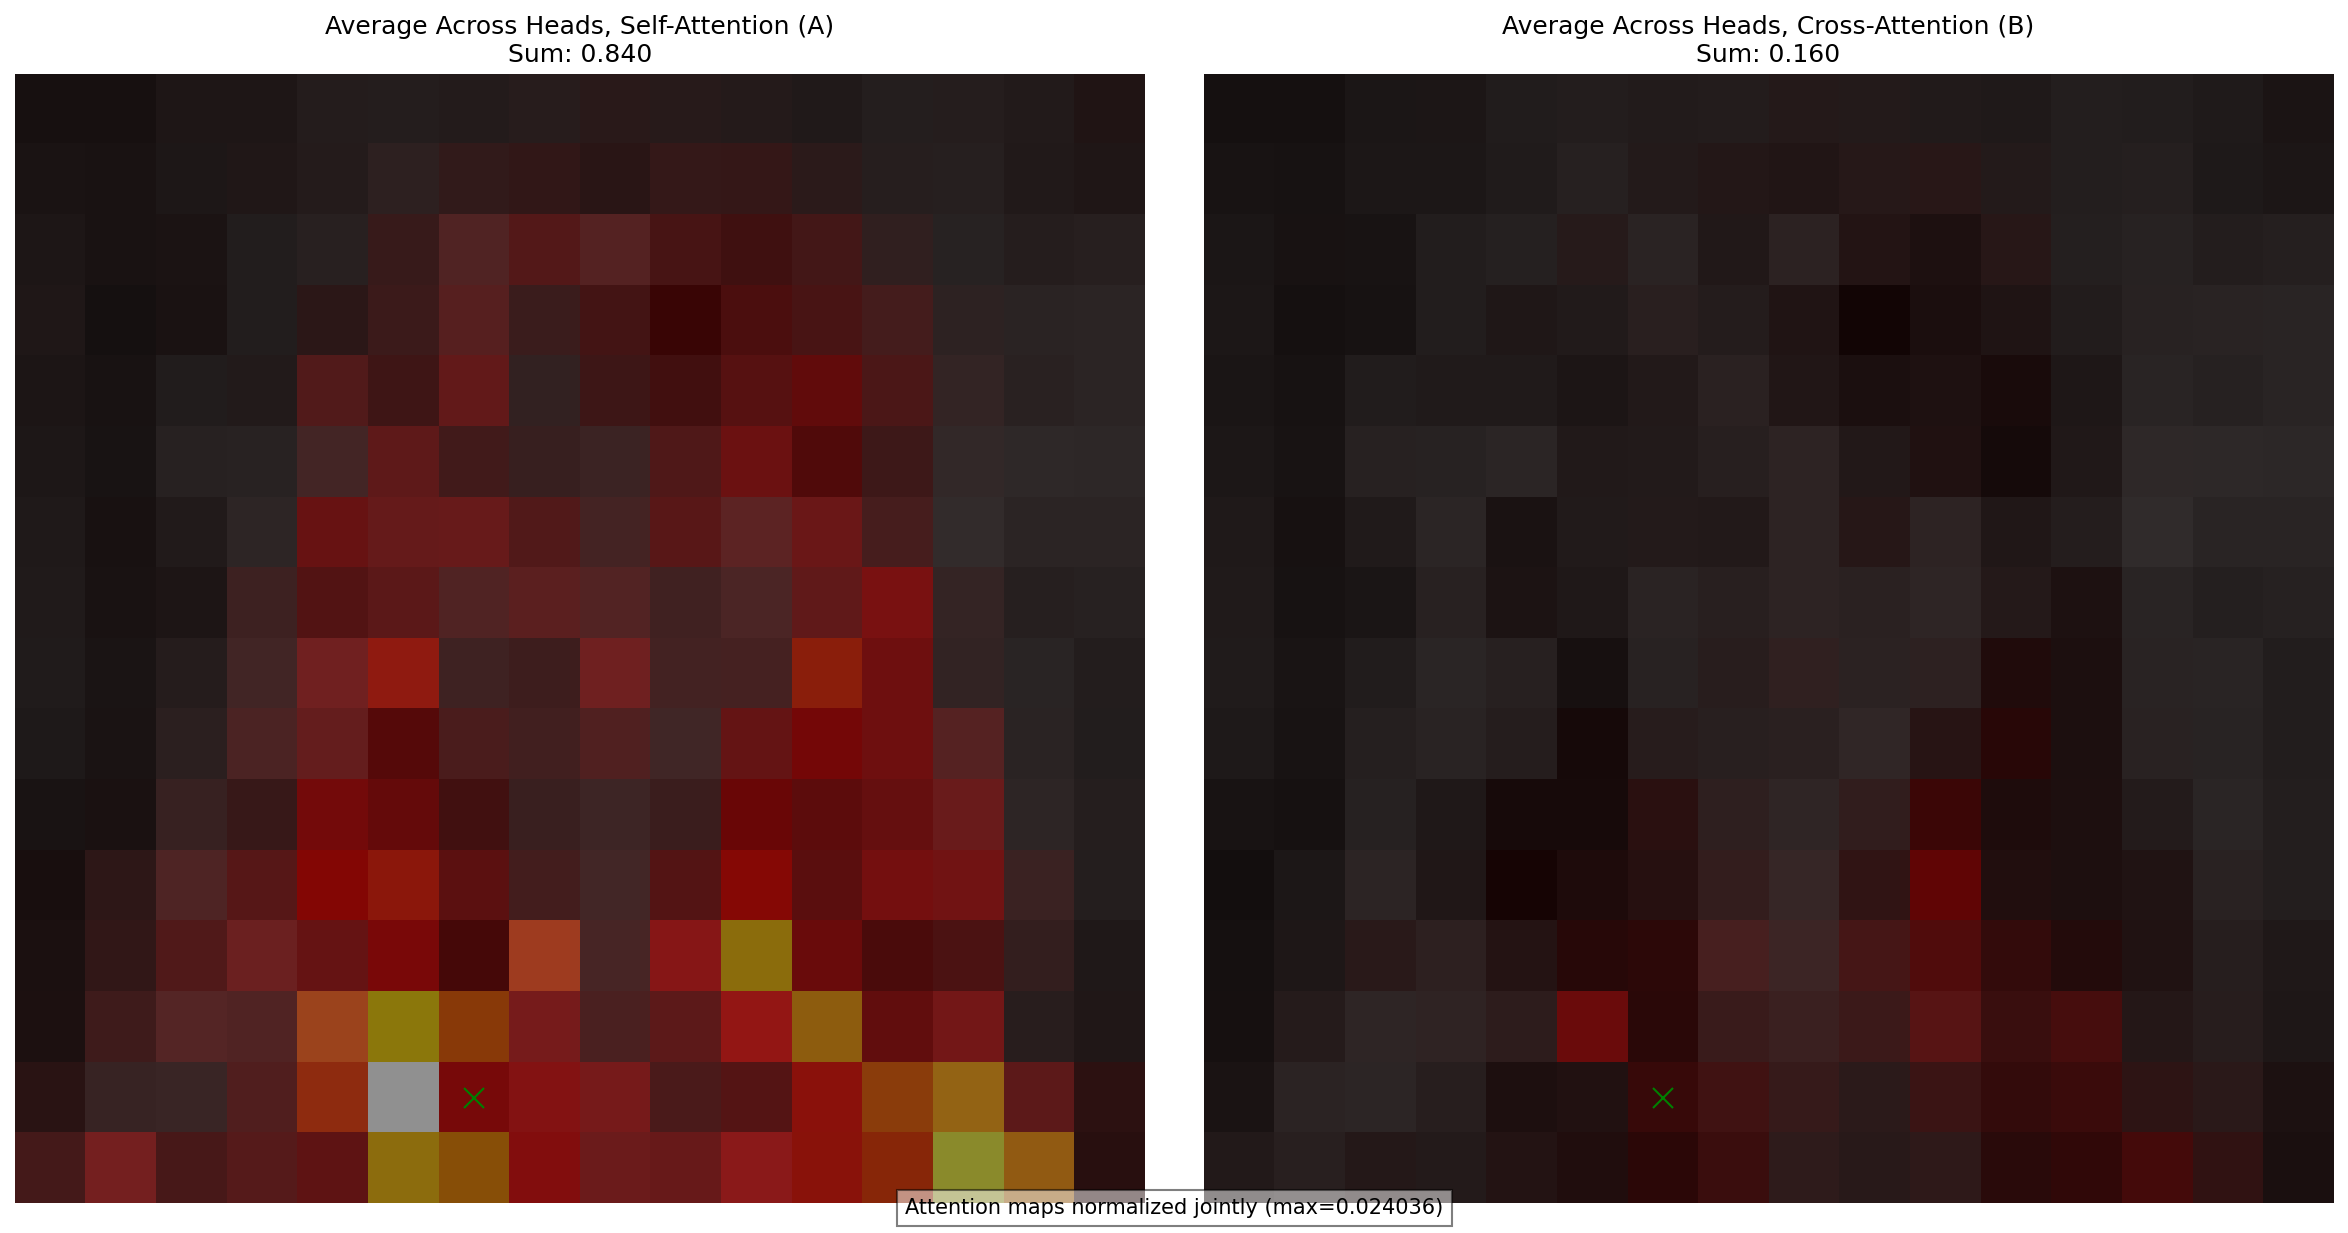 Average Across Heads, Self-Attention (A)
Sum: 0.840
Average Across Heads, Cross-Attention (B)
Sum: 0.160
Attention maps normalized jointly (max=0.024036)